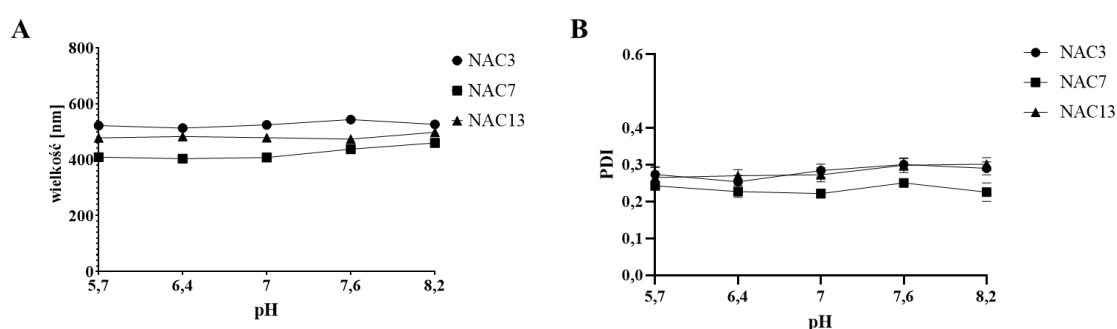 A
800
600
400
200
0
wielkość [nm]
5,7 6,4 7 7,6 8,2
pH
NAC3
NAC7
NAC13
B
0,6
0,4
0,3
0,2
0,1
0,0
PDI
5,7 6,4 7 7,6 8,2
pH
NAC3
NAC7
NAC13